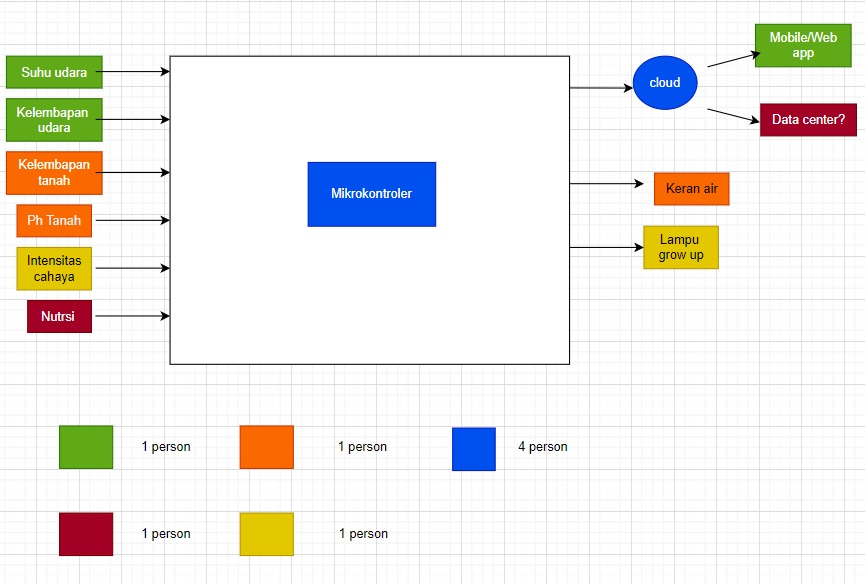 Suhu udara
Kelembapan
udara
Kelembapan
tanah
Ph Tanah
Intensitas
cahaya
Nutrsi
Mikrokontroler
cloud
Mobile/Web
app
Data center?
Keran air
Lampu
grow up
1 person
1 person
4 person
1 person
1 person